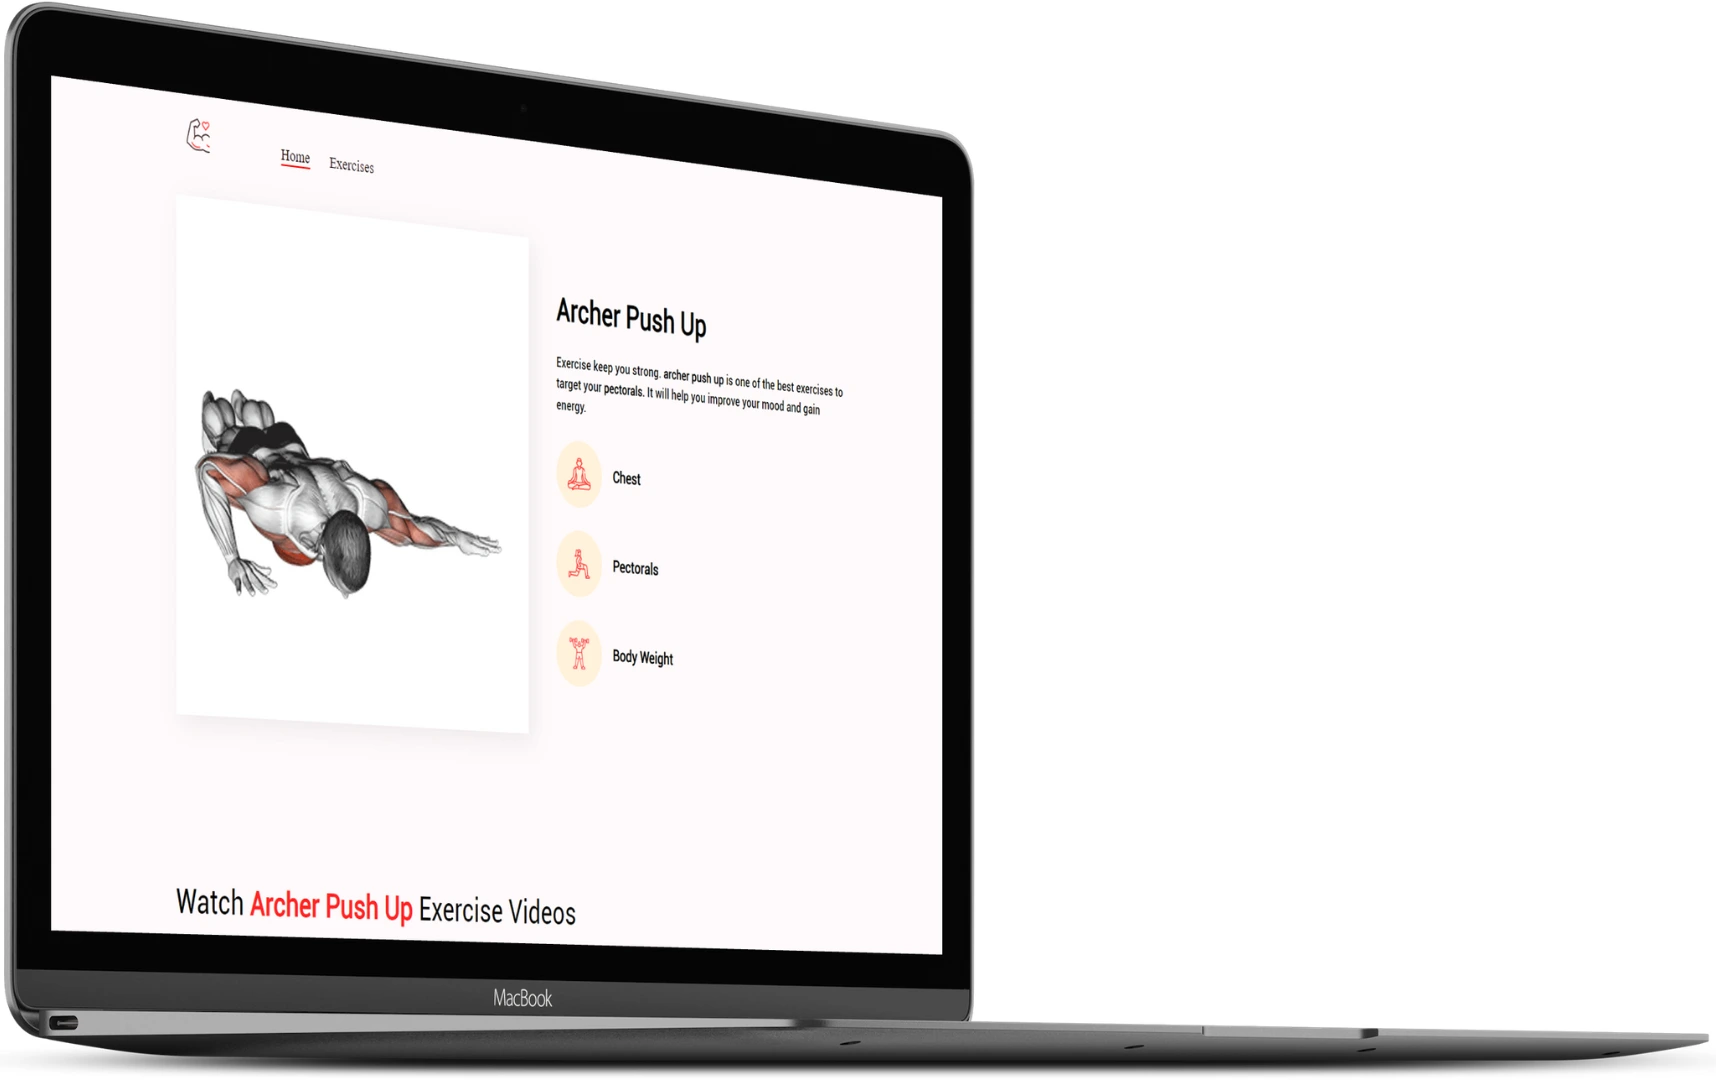 Home Exercises
Archer Push Up
Exercise keep you strong. archer push up is one of the best exercises to
target your pectorals. It will help you improve your mood and gain
energy.
Chest
Pectorals
Body Weight
Watch Archer Push Up Exercise Videos
MacBook